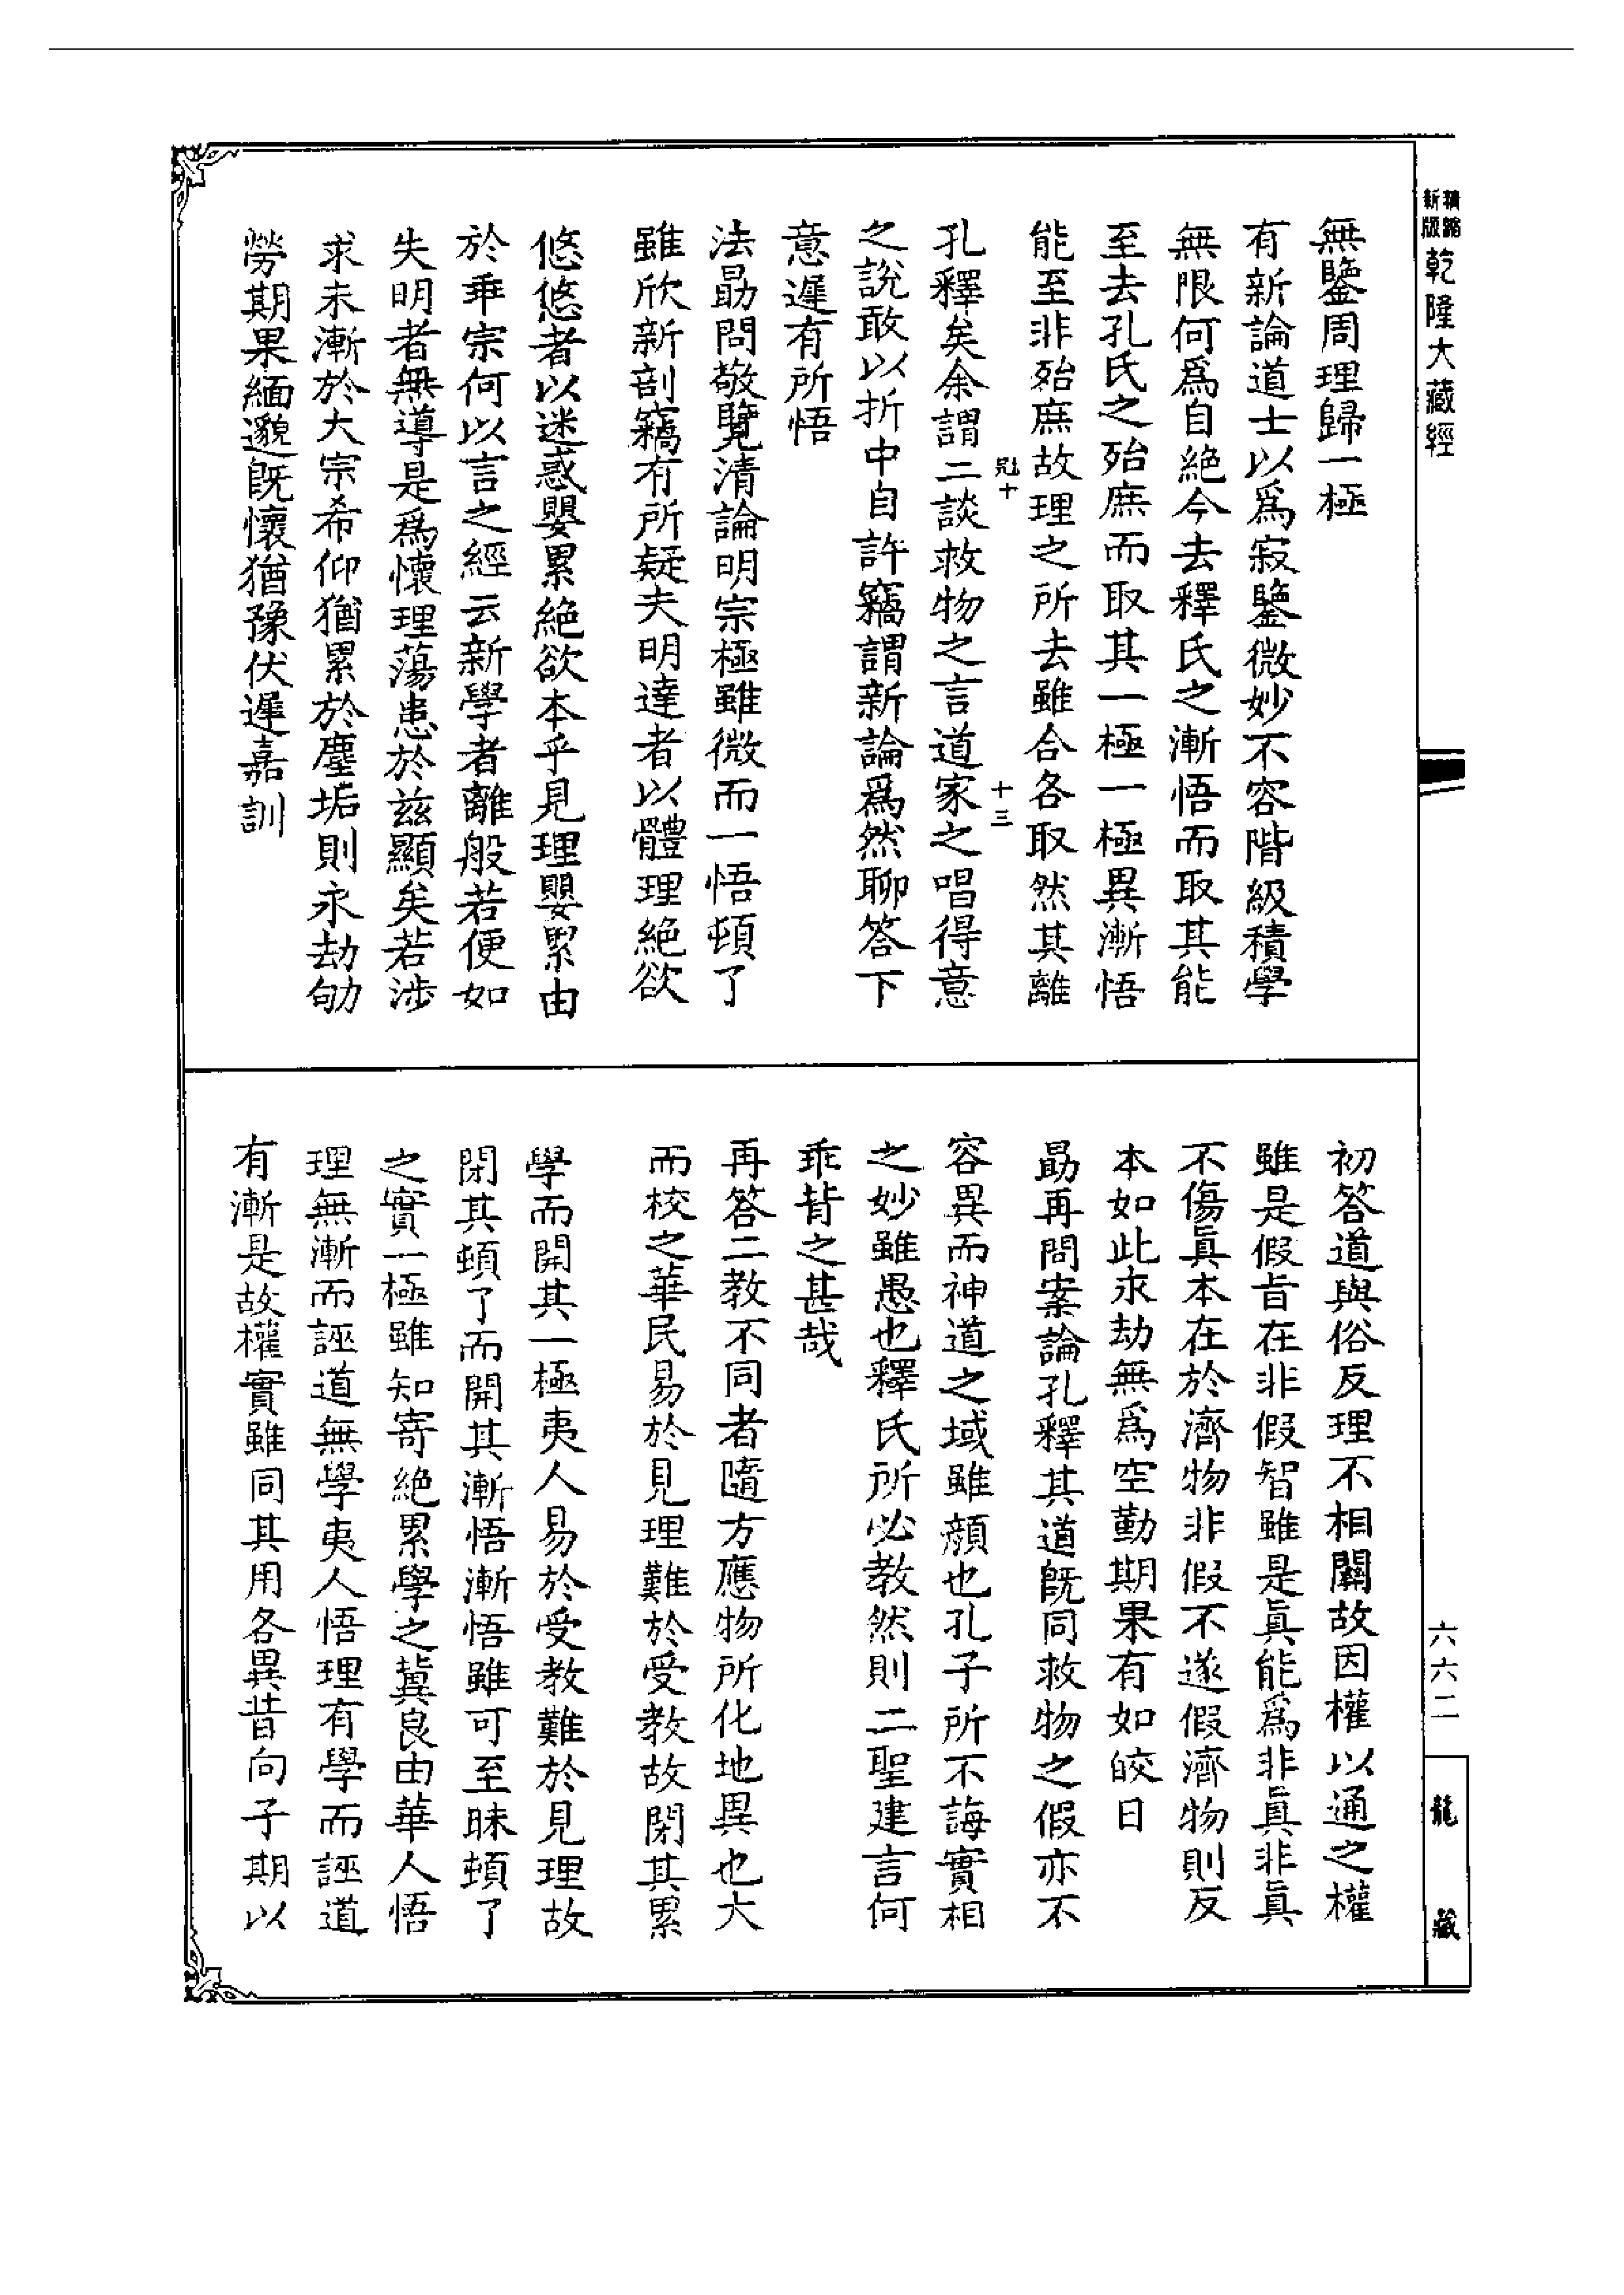 精縮
新版
乾隆大藏經
無鑒周理歸一極
有新論道士以爲寂鑒微妙不容階級積學
無限何爲自絶今去釋氏之漸悟而取其能
至去孔氏之殆庶而取其一極一極異漸悟
能至非殆庶故理之所去雖合各取然其離
兠十
十三
孔釋矣余謂二談救物之言道家之唱得意
之說敢以折中自許竊謂新論爲然聊答下
意遲有所悟
法勗問敬覽清論明宗極雖微而一悟頓了
雖欣新剖竊有所疑夫明達者以體理絶欲
悠悠者以迷惑嬰累絶欲本乎見理嬰累由
於乖宗何以言之經云新學者離般若便如
失明者無導是爲懷理蕩患於兹顯矣若涉
求未漸於大宗希仰猶累於塵垢則永劫劬
勞期果緬邈旣懷猶豫伏遲嘉訓
初答道與俗反理不相關故因權以通之權
雖是假旨在非假智雖是眞能爲非眞非眞
不傷眞本在於濟物非假不遂假濟物則反
本如此永劫無爲空勤期果有如皎日
勗再問案論孔釋其道旣同救物之假亦不
容異而神道之域雖頹也孔子所不誨實相
之妙雖愚也釋氏所必教然則二聖建言何
乖背之甚哉
再答二教不同者隨方應物所化地異也大
而校之華民易於見理難於受教故閉其累
學而開其一極夷人易於受教難於見理故
閉其頓了而開其漸悟漸悟雖可至昧頓了
之實一極雖知寄絶累學之冀良由華人悟
理無漸而誣道無學夷人悟理有學而誣道
有漸是故權實雖同其用各異昔向子期以
六六二
龍藏